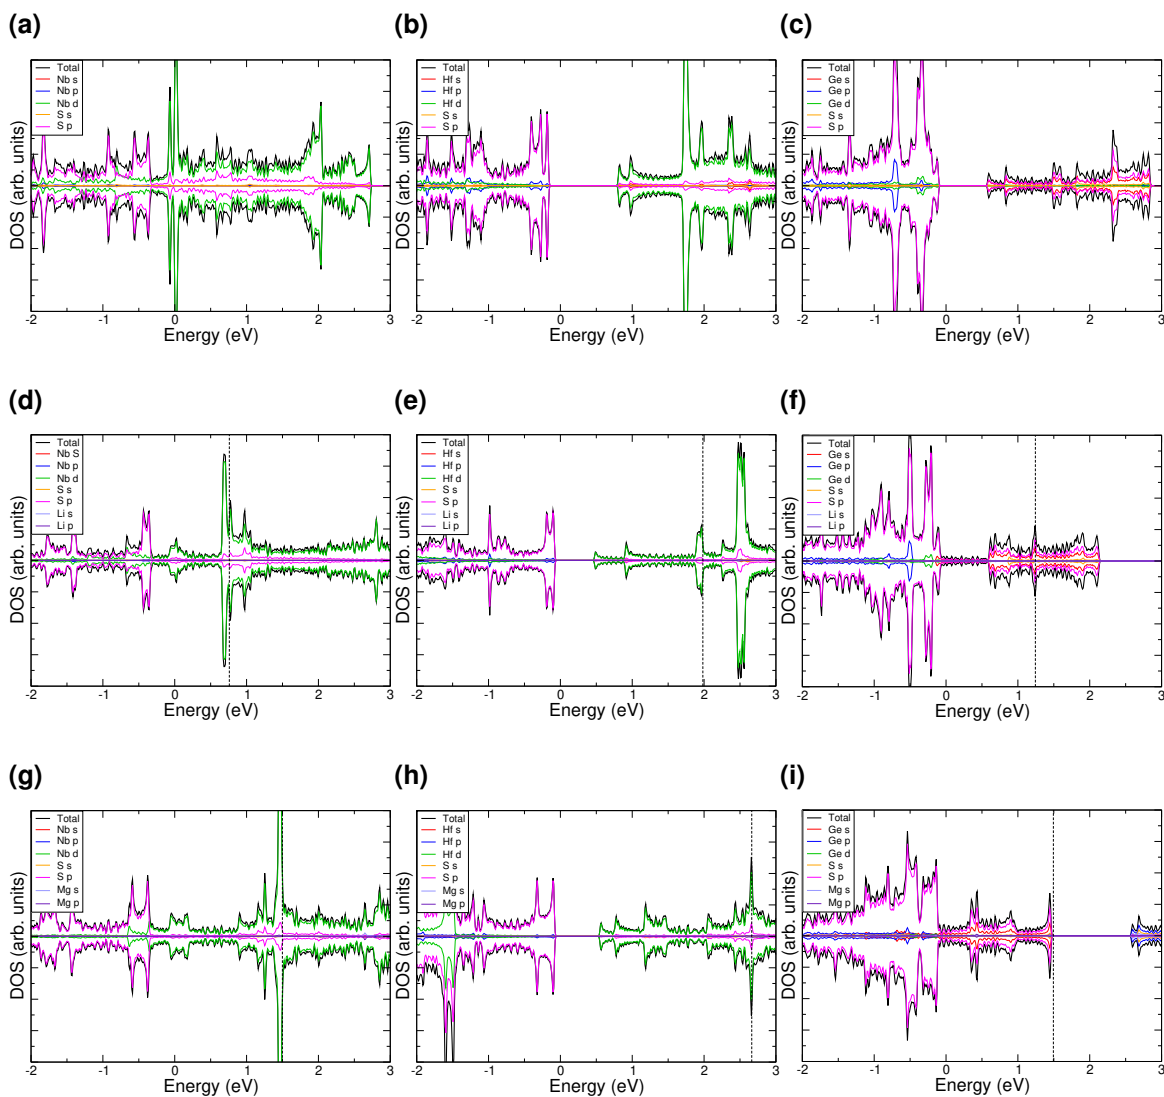 (a)
Total
Nb s
Nb p
Nb d
S s
S p
DOS (arb. units)
-2 -1 0 1 2 3
Energy (eV)
(b)
Total
Hf s
Hf p
Hf d
S s
S p
DOS (arb. units)
-2 -1 0 1 2 3
Energy (eV)
(c)
Total
Ge s
Ge p
Ge d
S s
S p
DOS (arb. units)
-2 -1 0 1 2 3
Energy (eV)
(d)
Total
Nb S
Nb p
Nb d
S s
S p
Li s
Li p
DOS (arb. units)
-2 -1 0 1 2 3
Energy (eV)
(e)
Total
Hf s
Hf p
Hf d
S s
S p
Li s
Li p
DOS (arb. units)
-2 -1 0 1 2 3
Energy (eV)
(f)
Total
Ge s
Ge p
Ge d
S s
S p
Li s
Li p
DOS (arb. units)
-2 -1 0 1 2 3
Energy (eV)
(g)
Total
Nb s
Nb p
Nb d
S s
S p
Mg s
Mg p
DOS (arb. units)
-2 -1 0 1 2 3
Energy (eV)
(h)
Total
Hf s
Hf p
Hf d
S s
S p
Mg s
Mg p
DOS (arb. units)
-2 -1 0 1 2 3
Energy (eV)
(i)
Total
Ge s
Ge p
Ge d
S s
S p
Mg s
Mg p
DOS (arb. units)
-2 -1 0 1 2 3
Energy (eV)